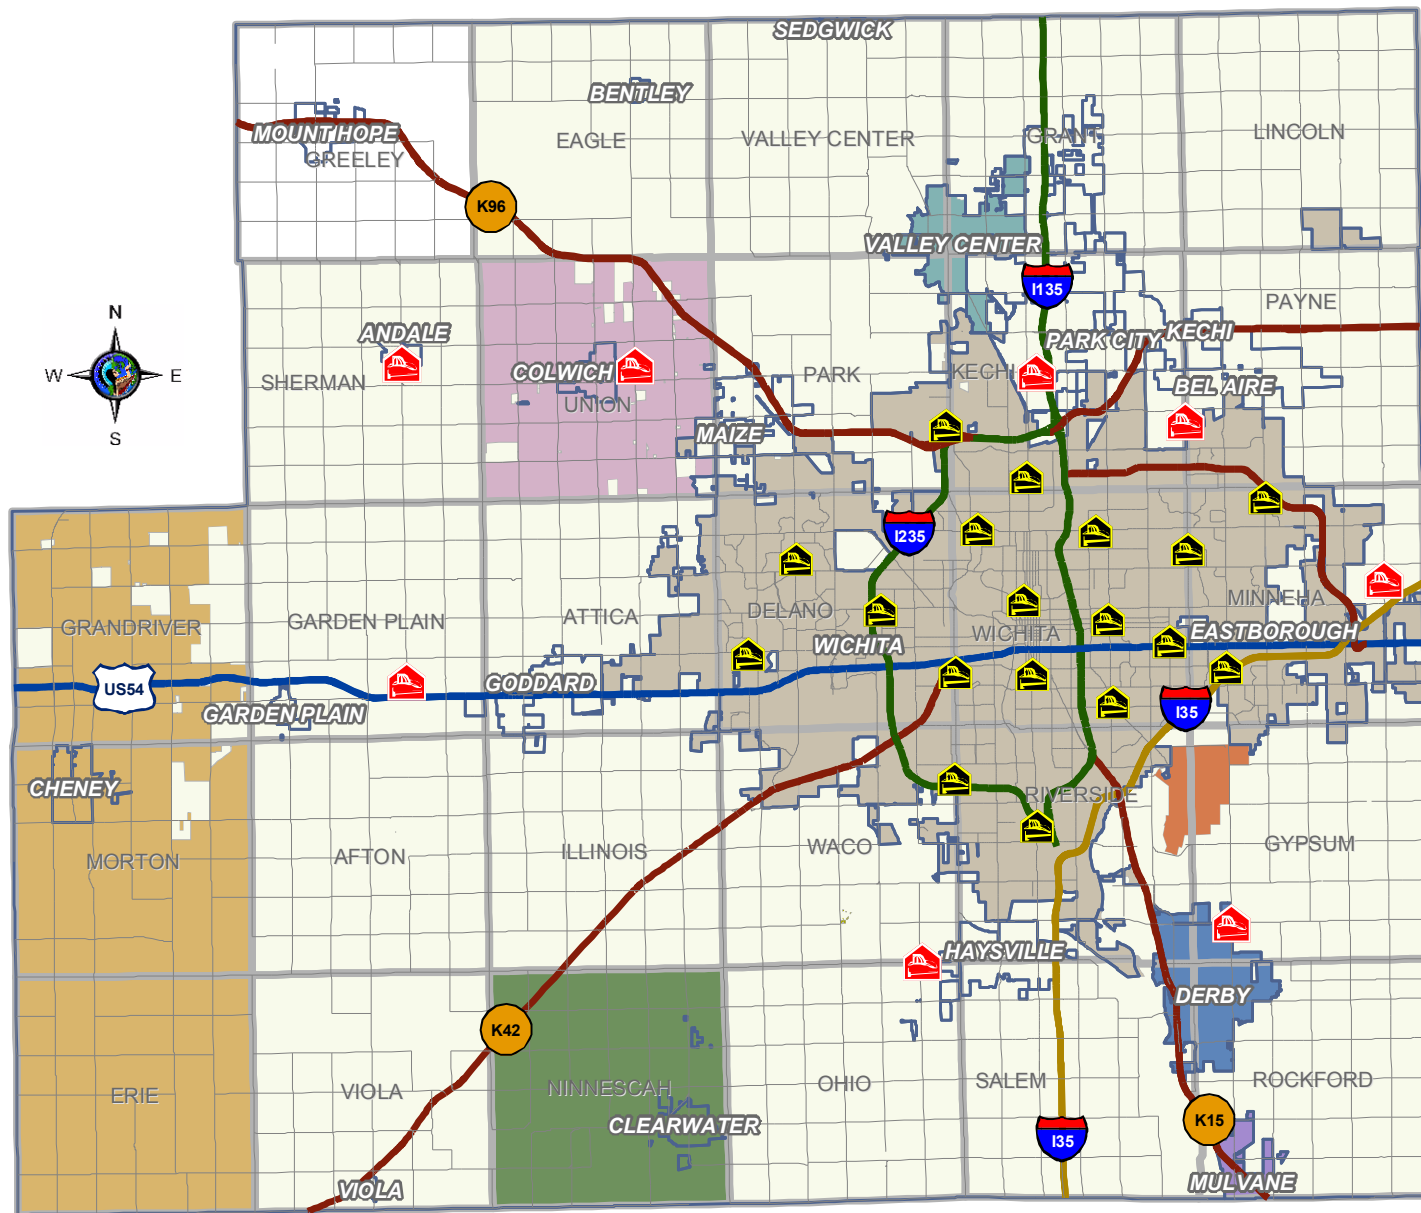 SEDGWICK
BENTLEY
MOUNT HOPE
GREELEY
EAGLE
VALLEY CENTER
GRANT
LINCOLN
K96
VALLEY CENTER
I135
PAYNE
N
W
E
S
ANDALE
SHERMAN
COLWICH
UNION
PARK
KECHI
PARK CITY
KECHI
BEL AIRE
MAIZE
I235
GRANDRIVER
GARDEN PLAIN
ATTICA
DELANO
WICHITA
WICHITA
MINNEHA
EASTBOROUGH
US54
GARDEN PLAIN
GODDARD
I35
CHENEY
MORTON
AFTON
ILLINOIS
WACO
RIVERSIDE
GYPSUM
HAYSVILLE
DERBY
K42
ERIE
VIOLA
NINNESCAH
OHIO
SALEM
ROCKFORD
CLEARWATER
I35
K15
VIOLA
MULVANE